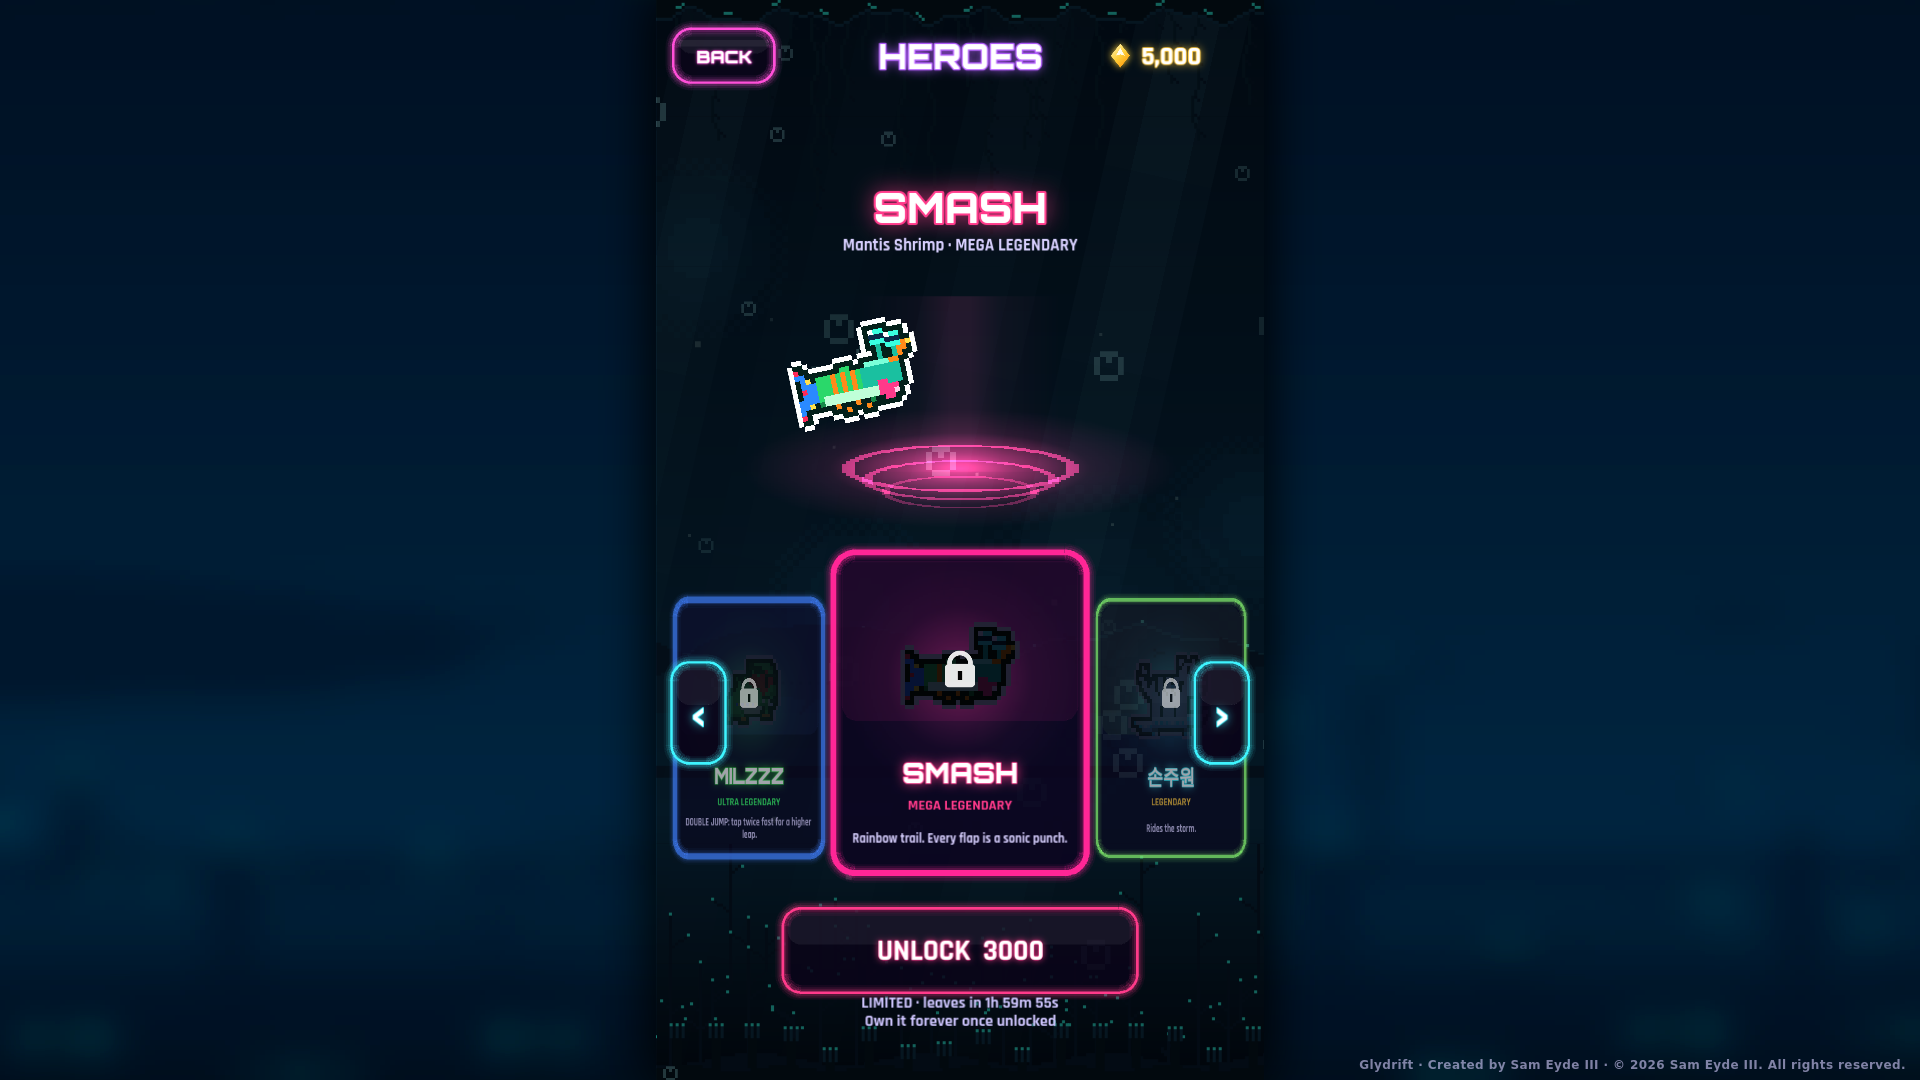 BACK
HEROES
5,000
SMASH
Mantis Shrimp · MEGA LEGENDARY
<
>
MILZZZ
ULTRA LEGENDARY
DOUBLE JUMP: tap twice fast for a higher
leap.
SMASH
MEGA LEGENDARY
Rainbow trail. Every flap is a sonic punch.
손주원
LEGENDARY
Rides the storm.
UNLOCK 3000
LIMITED · leaves in 1h 59m 55s
Own it forever once unlocked
Glydrift · Created by Sam Eyde III · © 2026 Sam Eyde III. All rights reserved.